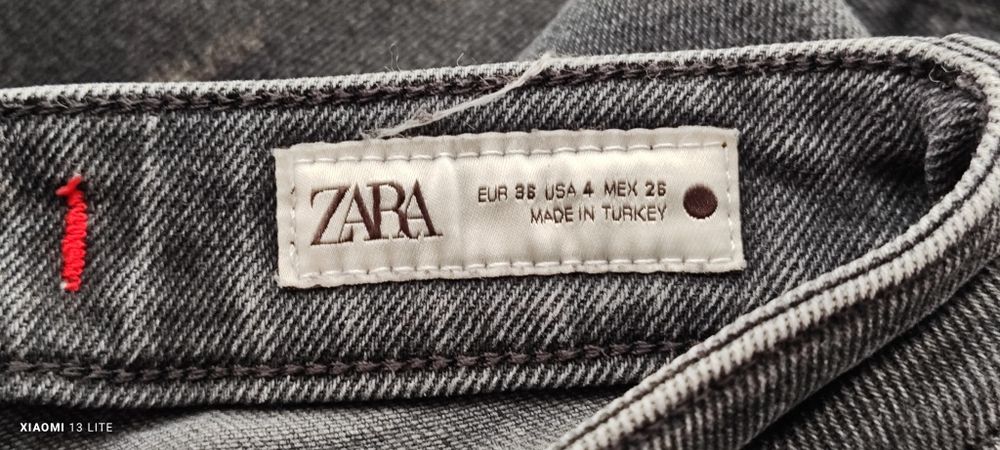 ZARA
EUR 36 USA 4 MEX 26
MADE IN TURKEY
XIAOMI 13 LITE